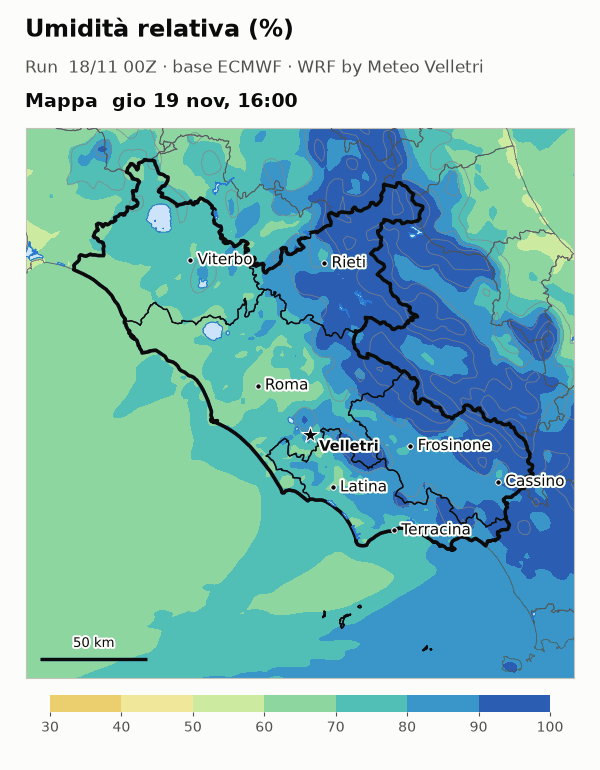 Umidità relativa (%)
Run  18/11 00Z · base ECMWF · WRF by Meteo Velletri
Mappa  gio 19 nov, 16:00
Viterbo
Rieti
Roma
Velletri
Frosinone
Cassino
Latina
Terracina
50 km
30 40 50 60 70 80 90 100